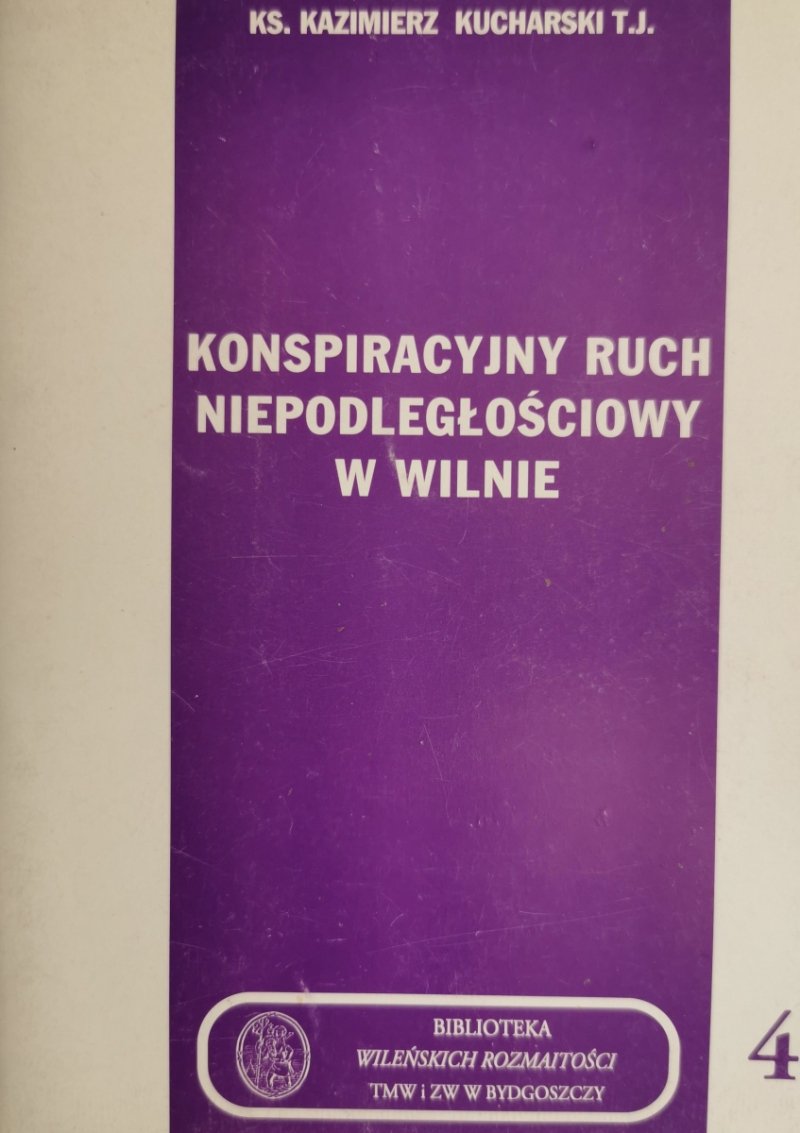 KS. KAZIMIERZ KUCHARSKI T.J.
KONSPIRACYJNY RUCH
NIEPODLEGŁOŚCIOWY
W WILNIE
BIBLIOTEKA
WILEŃSKICH ROZMAITOŚCI
TMW i ZW W BYDGOSZCZY
4